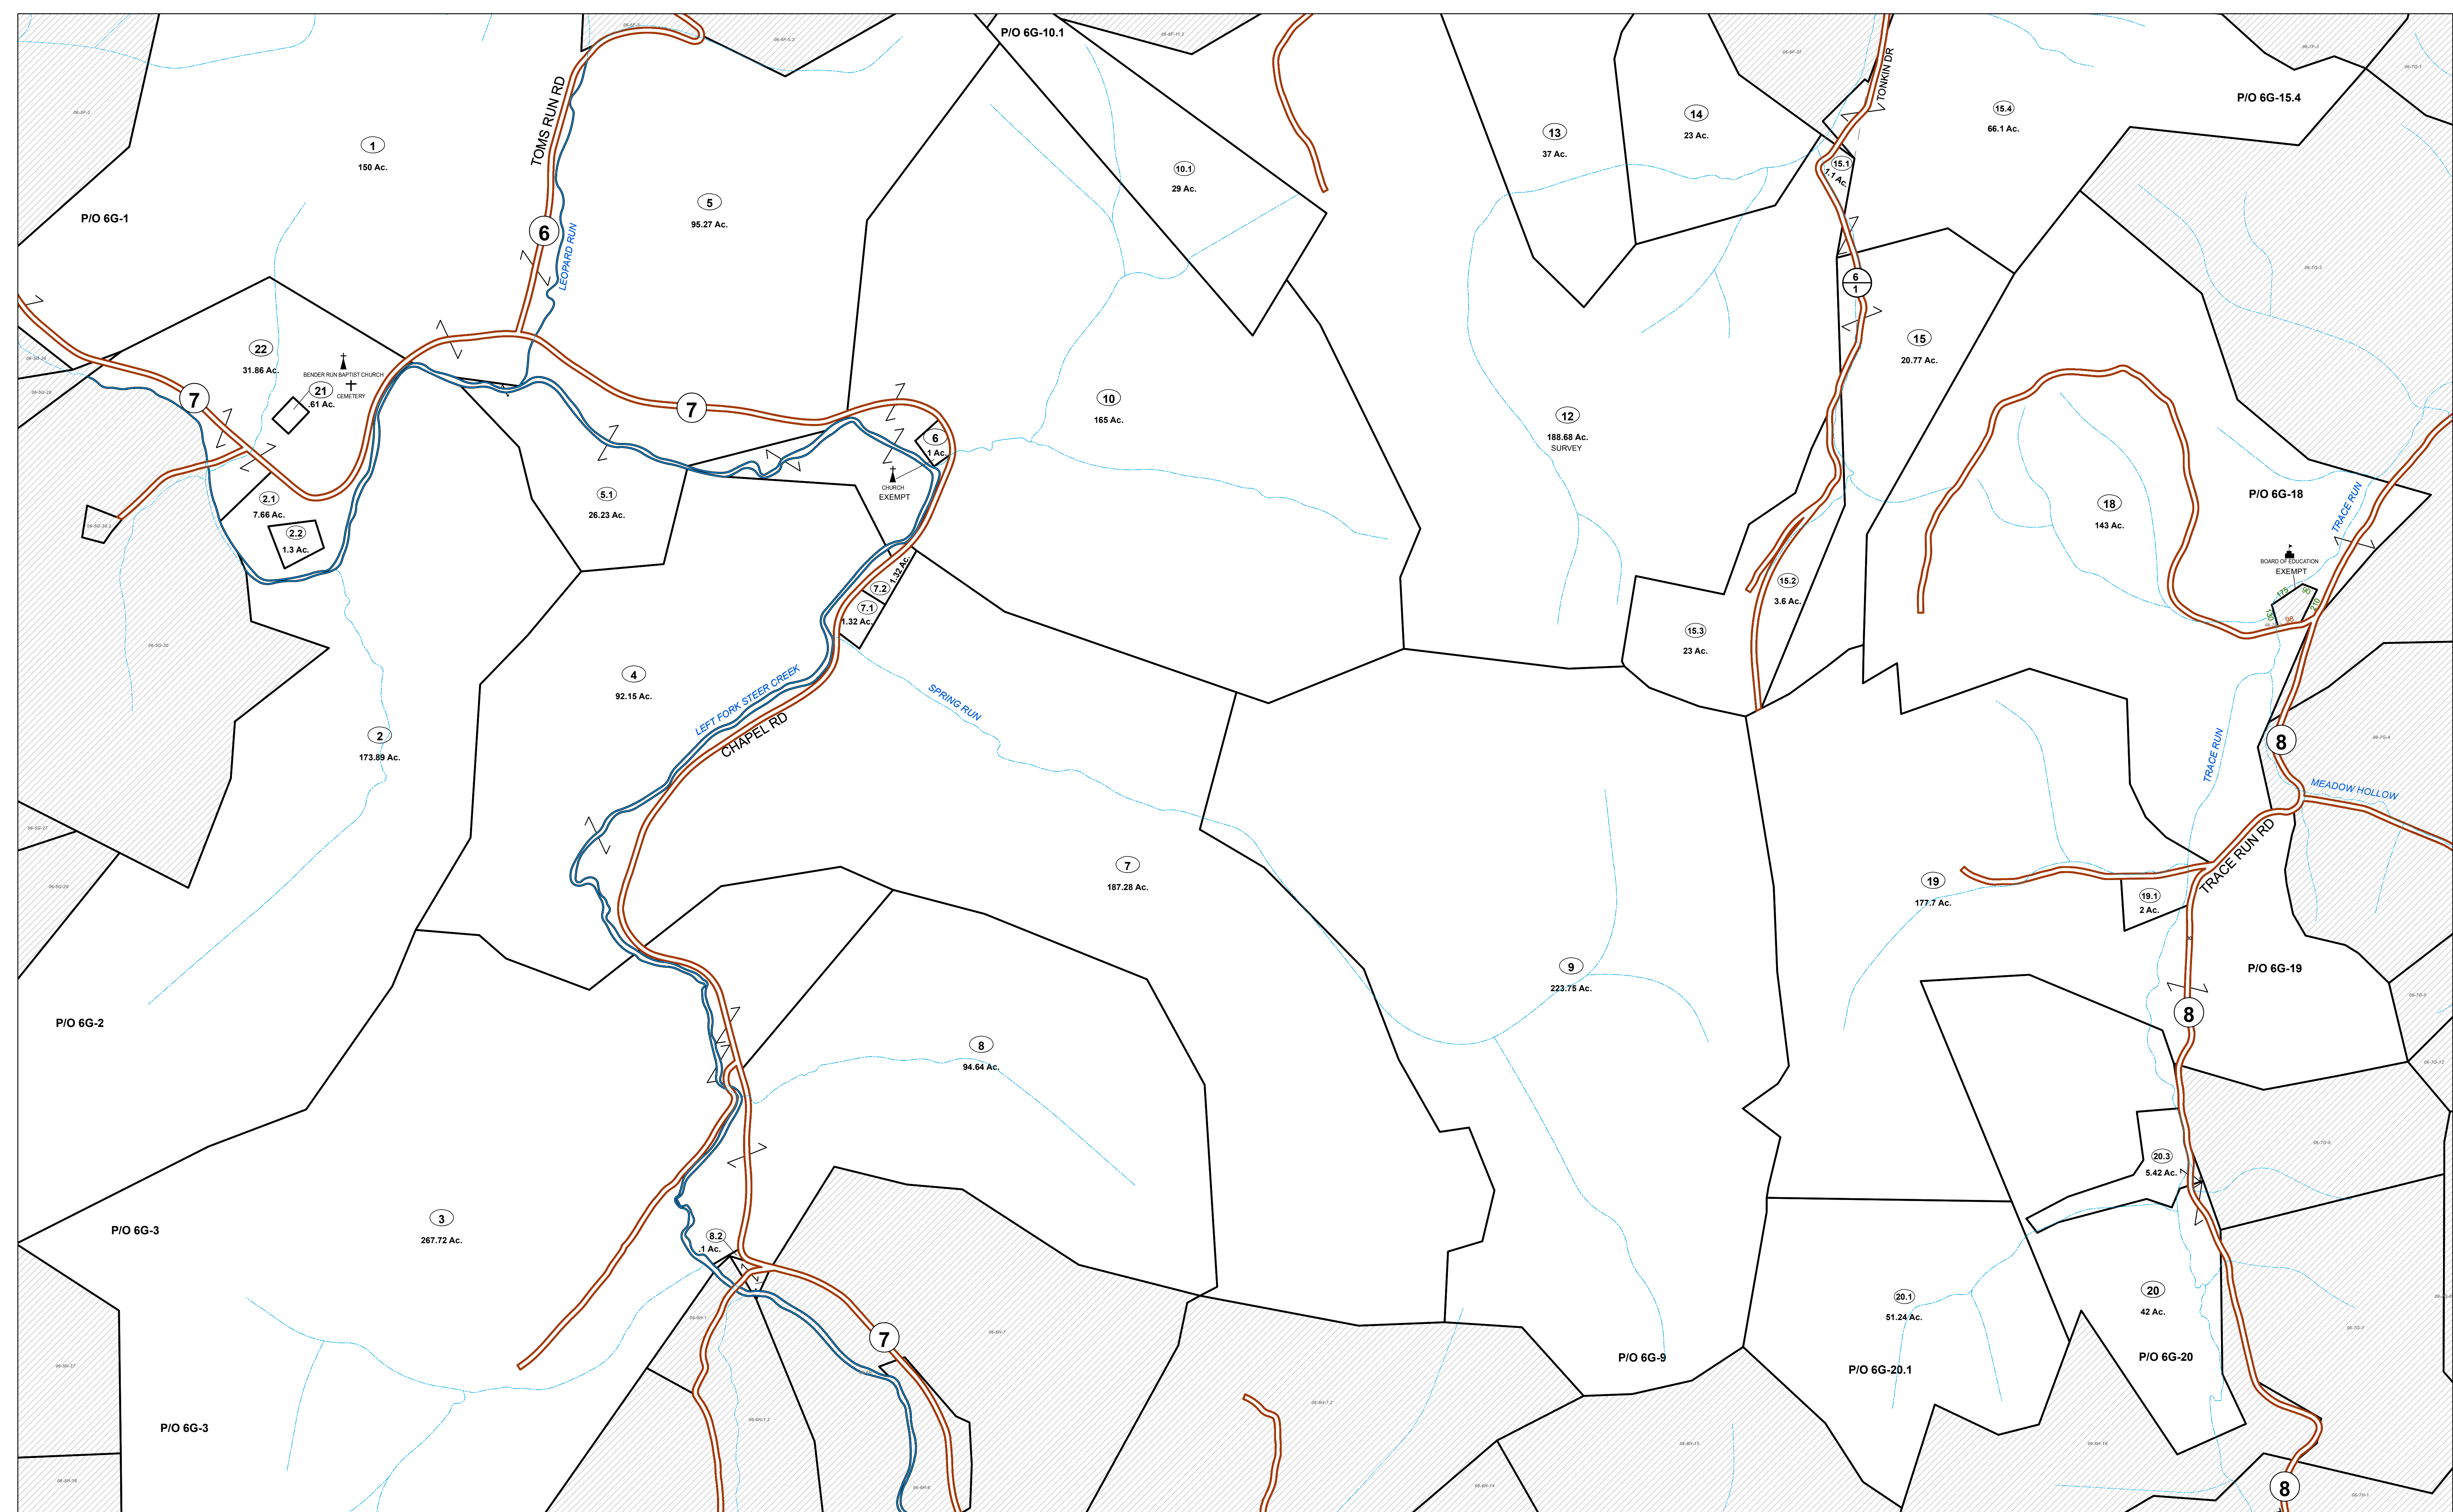 P/O 6G-10.1
TOMS RUN RD
TONKIN DR
P/O 6G-15.4
1
150 Ac.
5
95.27 Ac.
10.1
29 Ac.
13
37 Ac.
14
23 Ac.
15.1
1.1 Ac.
15.4
66.1 Ac.
P/O 6G-1
6
LEOPARD RUN
6
1
22
31.86 Ac.
BENDER RUN BAPTIST CHURCH
CEMETERY
21
.61 Ac.
7
7
15
20.77 Ac.
10
165 Ac.
12
188.68 Ac.
SURVEY
6
.1 Ac.
CHURCH
EXEMPT
2.1
7.66 Ac.
2.2
1.3 Ac.
5.1
26.23 Ac.
18
143 Ac.
P/O 6G-18
TRACE RUN
BOARD OF EDUCATION
EXEMPT
175
90
130
210
98
7.2
1.32 Ac.
7.1
1.32 Ac.
15.2
3.6 Ac.
15.3
23 Ac.
4
92.15 Ac.
LEFT FORK STEER CREEK
CHAPEL RD
SPRING RUN
2
173.89 Ac.
8
TRACE RUN
MEADOW HOLLOW
TRACE RUN RD
7
187.28 Ac.
19
177.7 Ac.
19.1
2 Ac.
9
223.75 Ac.
P/O 6G-19
8
P/O 6G-2
8
94.64 Ac.
20.3
5.42 Ac.
3
267.72 Ac.
P/O 6G-3
8.2
.1 Ac.
20.1
51.24 Ac.
20
42 Ac.
7
P/O 6G-9
P/O 6G-20.1
P/O 6G-20
P/O 6G-3
8